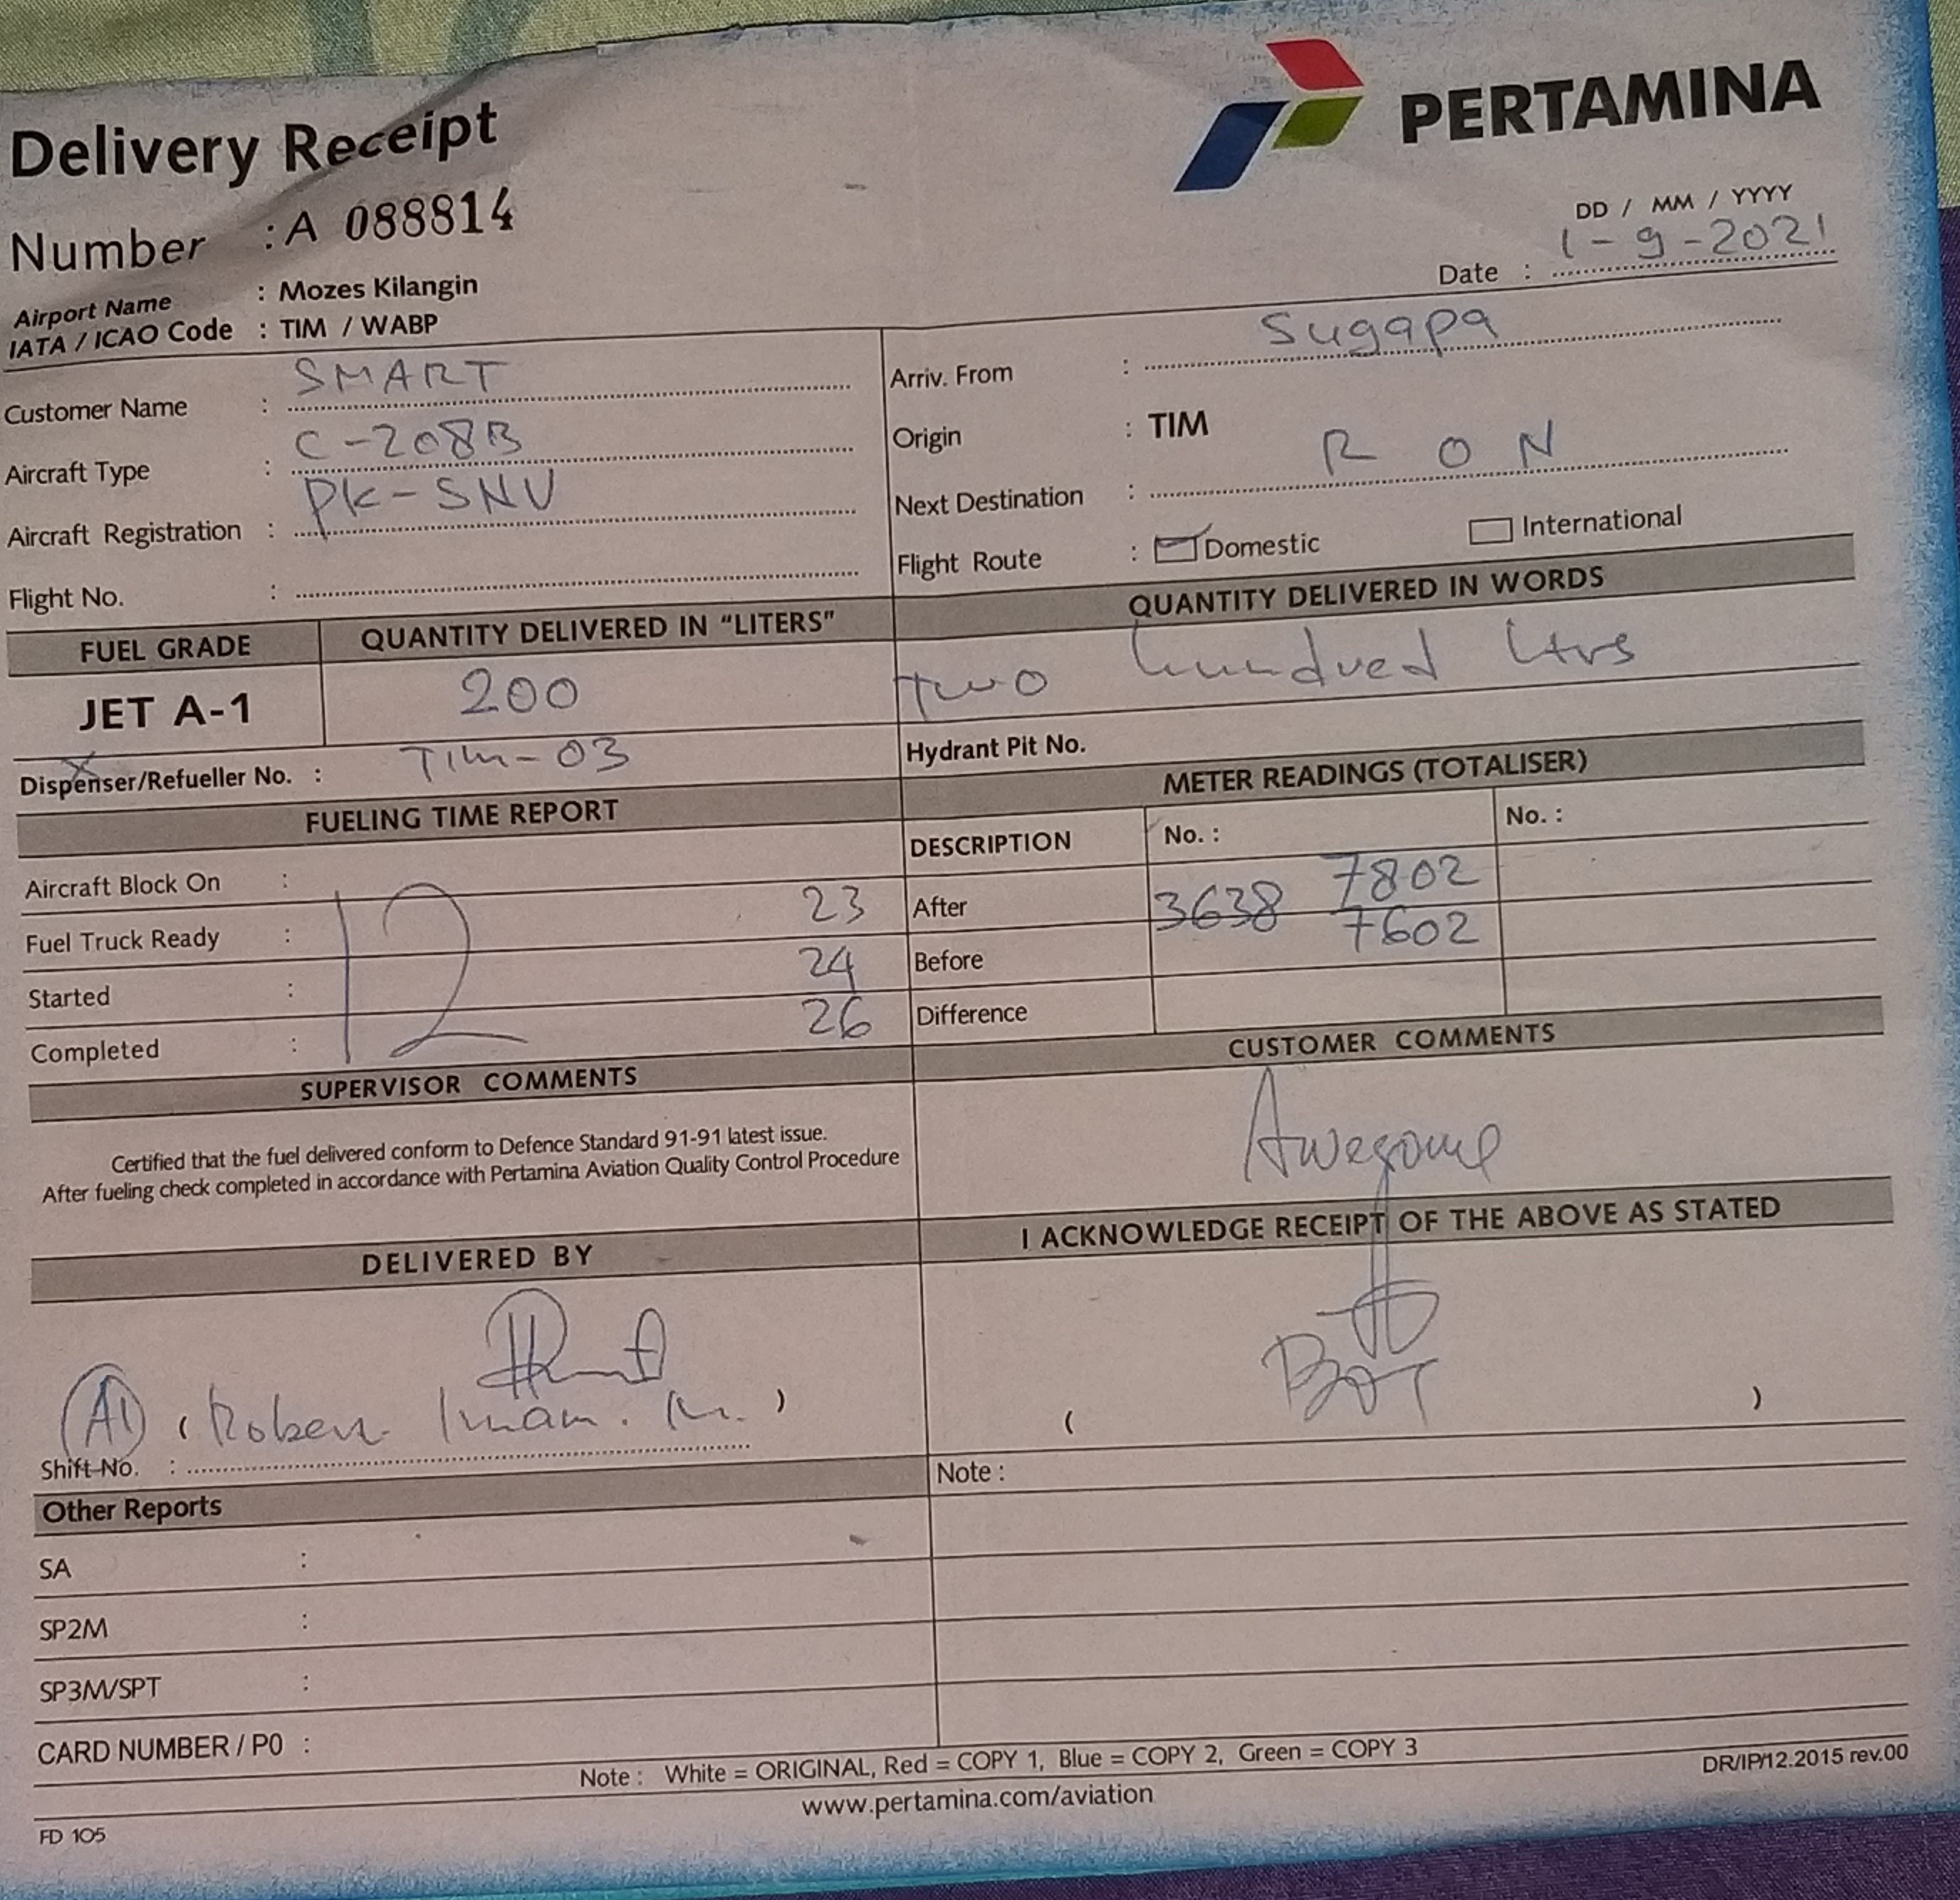 Delivery Receipt
PERTAMINA
Number : A 088814
DD / MM / YYYY
Date : 1-9-2021
Airport Name : Mozes Kilangin
IATA / ICAO Code : TIM / WABP
Customer Name : SMART
Arriv. From : Sugapa
Aircraft Type : C-208B
Origin : TIM
Aircraft Registration : PK-SNV
Next Destination : RON
Flight No. :
Flight Route : Domestic International
FUEL GRADE QUANTITY DELIVERED IN "LITERS" QUANTITY DELIVERED IN WORDS
JET A-1 200 two hundred ltrs
Dispenser/Refueller No. : TIM-03
Hydrant Pit No.
FUELING TIME REPORT
METER READINGS (TOTALISER)
DESCRIPTION No. : No. :
Aircraft Block On :
Fuel Truck Ready : 12 23
After 3638 7802
Started : 24
Before 7602
Completed : 26
Difference
SUPERVISOR COMMENTS
CUSTOMER COMMENTS
Certified that the fuel delivered conform to Defence Standard 91-91 latest issue.
After fueling check completed in accordance with Pertamina Aviation Quality Control Procedure
Awesome
DELIVERED BY
I ACKNOWLEDGE RECEIPT OF THE ABOVE AS STATED
( Imam. )
( )
Shift No. :
Note :
Other Reports
SA :
SP2M :
SP3M/SPT :
CARD NUMBER / P0 :
Note : White = ORIGINAL, Red = COPY 1, Blue = COPY 2, Green = COPY 3
DR/IP/12.2015 rev.00
www.pertamina.com/aviation
FD 105